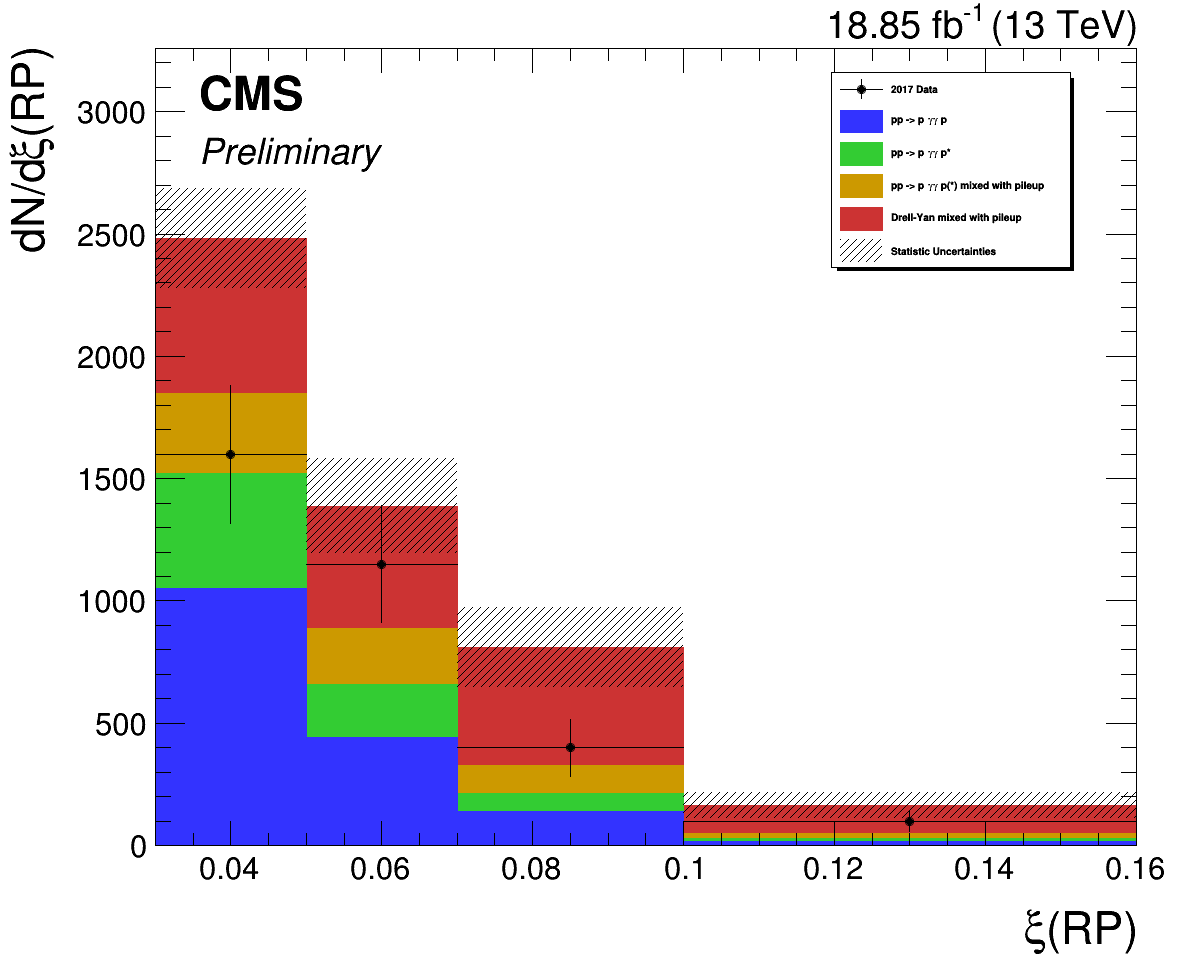 18.85 fb⁻¹ (13 TeV)
dN/dξ(RP)
CMS
Preliminary
2017 Data
pp -> p γγ p
pp -> p γγ p*
pp -> p γγ p(*) mixed with pileup
Drell-Yan mixed with pileup
Statistic Uncertainties
3000
2500
2000
1500
1000
500
0
0.04 0.06 0.08 0.1 0.12 0.14 0.16
ξ(RP)